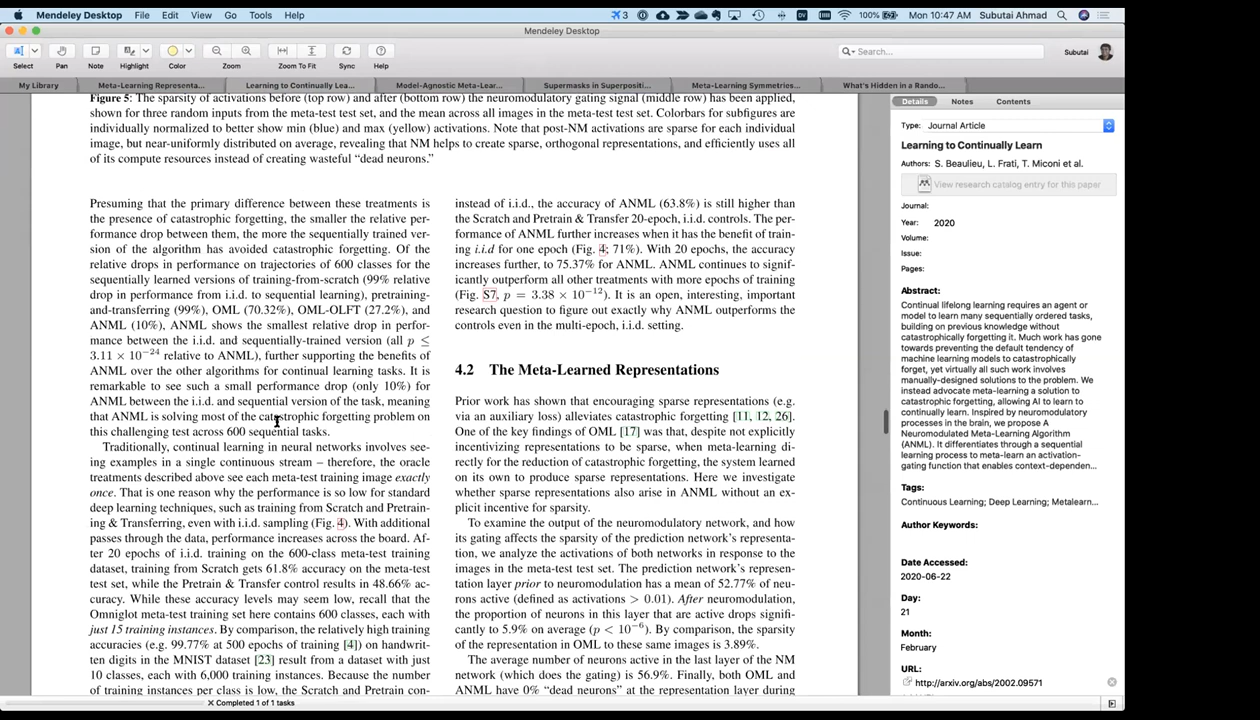 Mendeley Desktop File Edit View Go Tools Help 3 100% Mon 10:47 AM Subutai Ahmad
Mendeley Desktop
Search...
Subutai
Select Pan Note Highlight Color Zoom Zoom To Fit Sync Help
My Library Meta-Learning Representa... Learning to Continually Lea... Model-Agnostic Meta-Lear... Supermasks in Superpositi... Meta-Learning Symmetries... What's Hidden in a Rando...
Figure 5: The sparsity of activations before (top row) and after (bottom row) the neuromodulatory gating signal (middle row) has been applied,
shown for three random inputs from the meta-test test set, and the mean across all images in the meta-test test set. Colorbars for subfigures are
individually normalized to better show min (blue) and max (yellow) activations. Note that post-NM activations are sparse for each individual
image, but near-uniformly distributed on average, revealing that NM helps to create sparse, orthogonal representations, and efficiently uses all
of its compute resources instead of creating wasteful “dead neurons.”
Presuming that the primary difference between these treatments is
the presence of catastrophic forgetting, the smaller the relative per-
formance drop between them, the more the sequentially trained ver-
sion of the algorithm has avoided catastrophic forgetting. Of the
relative drops in performance on trajectories of 600 classes for the
sequentially learned versions of training-from-scratch (99% relative
drop in performance from i.i.d. to sequential learning), pretraining-
and-transferring (99%), OML (70.32%), OML-OLFT (27.2%), and
ANML (10%), ANML shows the smallest relative drop in perfor-
mance between the i.i.d. and sequentially-trained version (all p ≤
3.11 × 10−24 relative to ANML), further supporting the benefits of
ANML over the other algorithms for continual learning tasks. It is
remarkable to see such a small performance drop (only 10%) for
ANML between the i.i.d. and sequential version of the task, meaning
that ANML is solving most of the catastrophic forgetting problem on
this challenging test across 600 sequential tasks.
Traditionally, continual learning in neural networks involves see-
ing examples in a single continuous stream – therefore, the oracle
treatments described above see each meta-test training image exactly
once. That is one reason why the performance is so low for standard
deep learning techniques, such as training from Scratch and Pretrain-
ing & Transferring, even with i.i.d. sampling (Fig. 4). With additional
passes through the data, performance increases across the board. Af-
ter 20 epochs of i.i.d. training on the 600-class meta-test training
dataset, training from Scratch gets 61.8% accuracy on the meta-test
test set, while the Pretrain & Transfer control results in 48.66% ac-
curacy. While these accuracy levels may seem low, recall that the
Omniglot meta-test training set here contains 600 classes, each with
just 15 training instances. By comparison, the relatively high training
accuracies (e.g. 99.77% at 500 epochs of training [4]) on handwrit-
ten digits in the MNIST dataset [23] result from a dataset with just
10 classes, each with 6,000 training instances. Because the number
of training instances per class is low, the Scratch and Pretrain con-
instead of i.i.d., the accuracy of ANML (63.8%) is still higher than
the Scratch and Pretrain & Transfer 20-epoch, i.i.d. controls. The per-
formance of ANML further increases when it has the benefit of train-
ing i.i.d for one epoch (Fig. 4; 71%). With 20 epochs, the accuracy
increases further, to 75.37% for ANML. ANML continues to signif-
icantly outperform all other treatments with more epochs of training
(Fig. S7, p = 3.38 × 10−12). It is an open, interesting, important
research question to figure out exactly why ANML outperforms the
controls even in the multi-epoch, i.i.d. setting.
4.2 The Meta-Learned Representations
Prior work has shown that encouraging sparse representations (e.g.
via an auxiliary loss) alleviates catastrophic forgetting [11, 12, 26].
One of the key findings of OML [17] was that, despite not explicitly
incentivizing representations to be sparse, when meta-learning di-
rectly for the reduction of catastrophic forgetting, the system learned
on its own to produce sparse representations. Here we investigate
whether sparse representations also arise in ANML without an ex-
plicit incentive for sparsity.
To examine the output of the neuromodulatory network, and how
its gating affects the sparsity of the prediction network's representa-
tion, we analyze the activations of both networks in response to the
images in the meta-test test set. The prediction network's represen-
tation layer prior to neuromodulation has a mean of 52.77% of neu-
rons active (defined as activations > 0.01). After neuromodulation,
the proportion of neurons in this layer that are active drops signifi-
cantly to 5.9% on average (p < 10−6). By comparison, the sparsity
of the representation in OML to these same images is 3.89%.
The average number of neurons active in the last layer of the NM
network (which does the gating) is 56.9%. Finally, both OML and
ANML have 0% “dead neurons” at the representation layer during
Details Notes Contents
Type: Journal Article
Learning to Continually Learn
Authors: S. Beaulieu, L. Frati, T. Miconi et al.
View research catalog entry for this paper
Journal:
Year: 2020
Volume:
Issue:
Pages:
Abstract:
Continual lifelong learning requires an agent or
model to learn many sequentially ordered tasks,
building on previous knowledge without
catastrophically forgetting it. Much work has gone
towards preventing the default tendency of
machine learning models to catastrophically
forget, yet virtually all such work involves
manually-designed solutions to the problem. We
instead advocate meta-learning a solution to
catastrophic forgetting, allowing AI to learn to
continually learn. Inspired by neuromodulatory
processes in the brain, we propose A
Neuromodulated Meta-Learning Algorithm
(ANML). It differentiates through a sequential
learning process to meta-learn an activation-
gating function that enables context-dependen...
Tags:
Continuous Learning; Deep Learning; Metalearn...
Author Keywords:
Date Accessed:
2020-06-22
Day:
21
Month:
February
URL:
http://arxiv.org/abs/2002.09571
X Completed 1 of 1 tasks